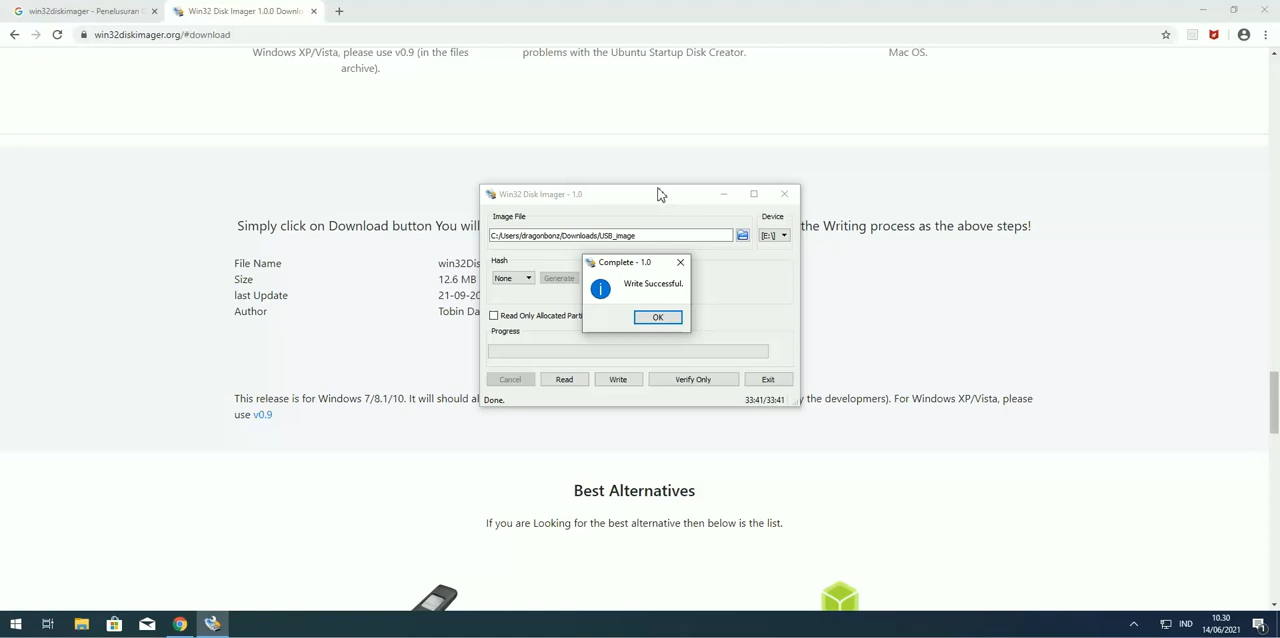 win32diskimager - Penelusuran
Win32 Disk Imager 1.0.0 Downlo
win32diskimager.org/#download
Windows XP/Vista, please use v0.9 (in the files
archive).
problems with the Ubuntu Startup Disk Creator.
Mac OS.
Simply click on Download button You wil
the Writing process as the above steps!
File Name
win32Dis
Size
12.6 MB
last Update
21-09-20
Author
Tobin Da
Win32 Disk Imager - 1.0
Image File
Device
C:/Users/dragonbonz/Downloads/USB_image
[E:\]
Hash
None
Generate
Complete - 1.0
Write Successful.
OK
Read Only Allocated Parti
Progress
Cancel
Read
Write
Verify Only
Exit
Done.
33:41/33:41
This release is for Windows 7/8.1/10. It will should al
y the developmers). For Windows XP/Vista, please
use v0.9
Best Alternatives
If you are Looking for the best alternative then below is the list.
IND
10.30
14/06/2021
1